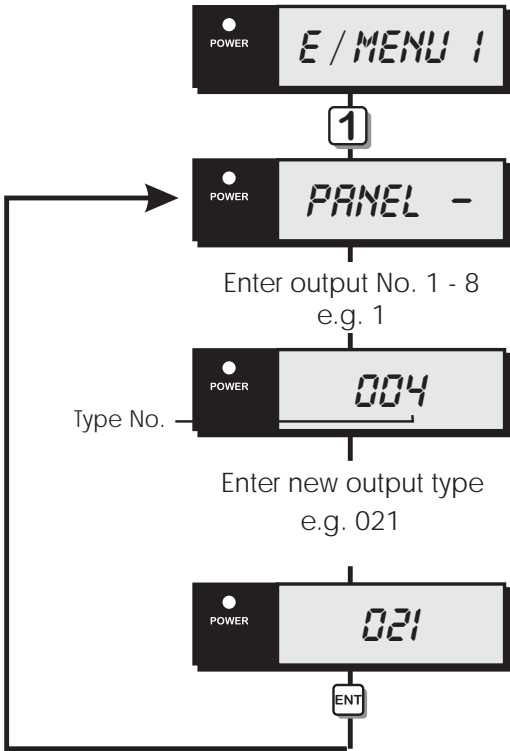 POWER
E/MENU 1
1
POWER
PANEL -
Enter output No. 1 - 8
e.g. 1
POWER
004
Type No.
Enter new output type
e.g. 021
POWER
021
ENT